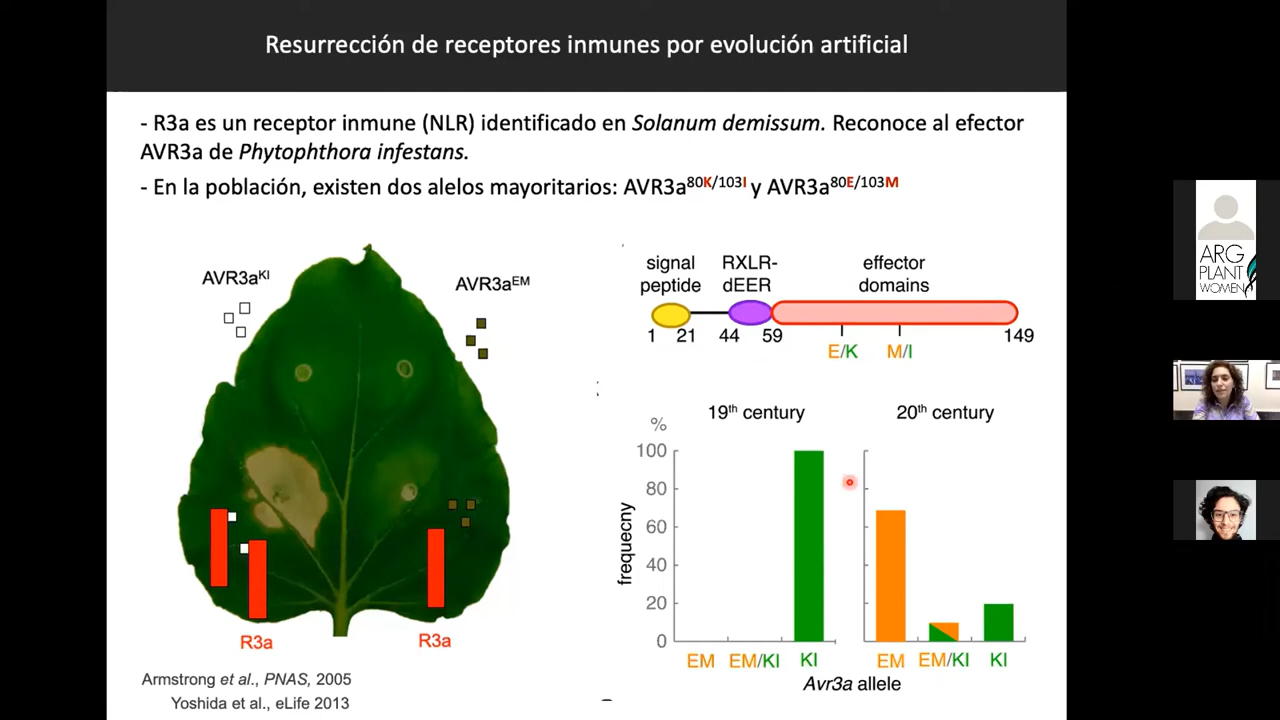 Resurrección de receptores inmunes por evolución artificial
- R3a es un receptor inmune (NLR) identificado en Solanum demissum. Reconoce al efector
AVR3a de Phytophthora infestans.
- En la población, existen dos alelos mayoritarios: AVR3a80K/103I y AVR3a80E/103M
AVR3aKI
AVR3aEM
R3a
R3a
Armstrong et al., PNAS, 2005
Yoshida et al., eLife 2013
signal
peptide
RXLR-
dEER
effector
domains
1 21 44 59 149
E/K M/I
19th century
20th century
%
100
80
60
40
20
0
frequecny
EM EM/KI KI
EM EM/KI KI
Avr3a allele
ARG
PLANT
WOMEN